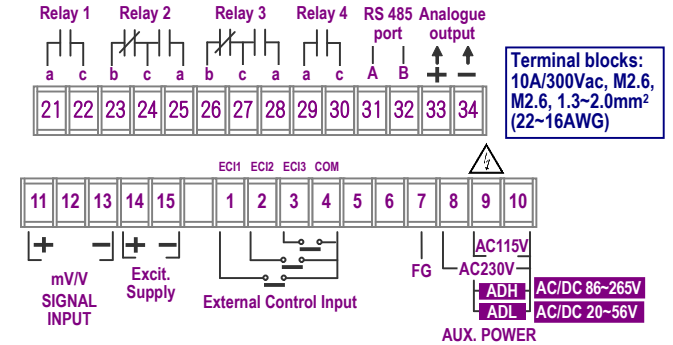 Relay 1 Relay 2 Relay 3 Relay 4 RS 485 Analogue
port output
a c b c a b c a a c A B + −
21 22 23 24 25 26 27 28 29 30 31 32 33 34
Terminal blocks:
10A/300Vac, M2.6,
M2.6, 1.3~2.0mm²
(22~16AWG)
ECI1 ECI2 ECI3 COM
11 12 13 14 15 1 2 3 4 5 6 7 8 9 10
+ − + −
mV/V
SIGNAL
INPUT
Excit.
Supply
External Control Input
FG
AC115V
AC230V
ADH AC/DC 86~265V
ADL AC/DC 20~56V
AUX. POWER